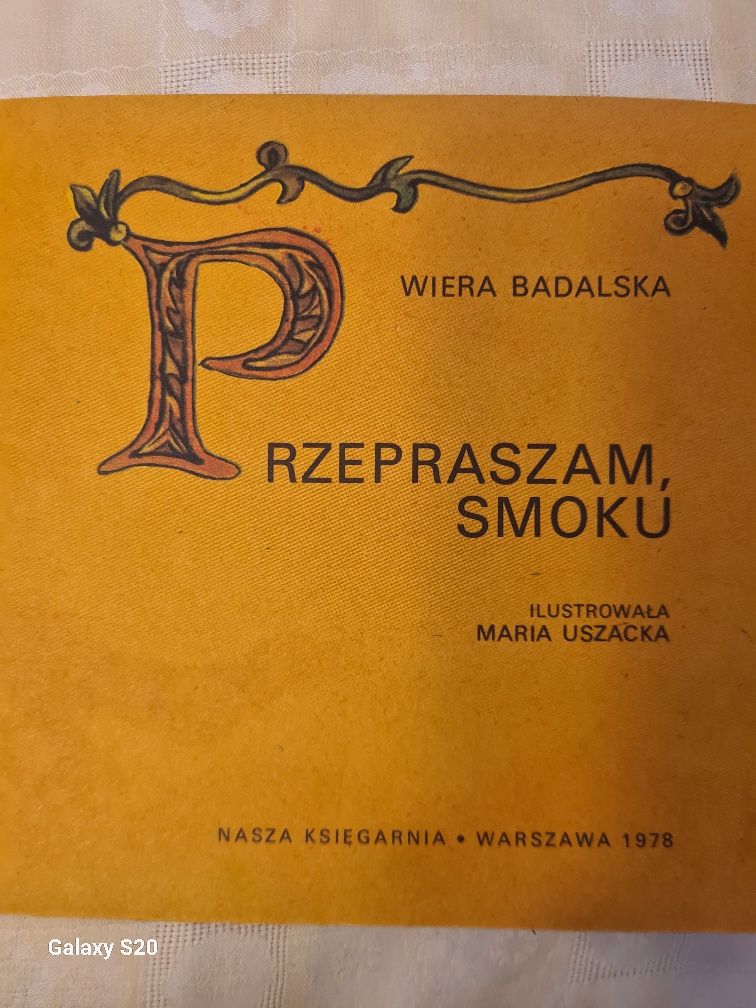 WIERA BADALSKA
PRZEPRASZAM,
SMOKU
ILUSTROWAŁA
MARIA USZACKA
NASZA KSIĘGARNIA • WARSZAWA 1978
Galaxy S20